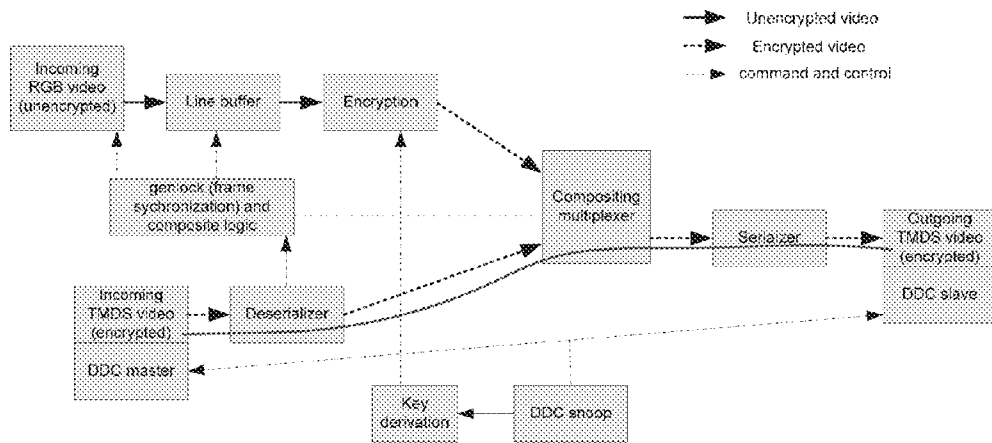 Unencrypted video
Encrypted video
command and control
Incoming
RGB video
(unencrypted)
Line buffer
Encryption
genlock (frame
sychronization) and
composite logic
Compositing
multiplexer
Serializer
Outgoing
TMDS video
(encrypted)
DDC slave
Incoming
TMDS video
(encrypted)
Deserializer
DDC master
Key
derivation
DDC snoop